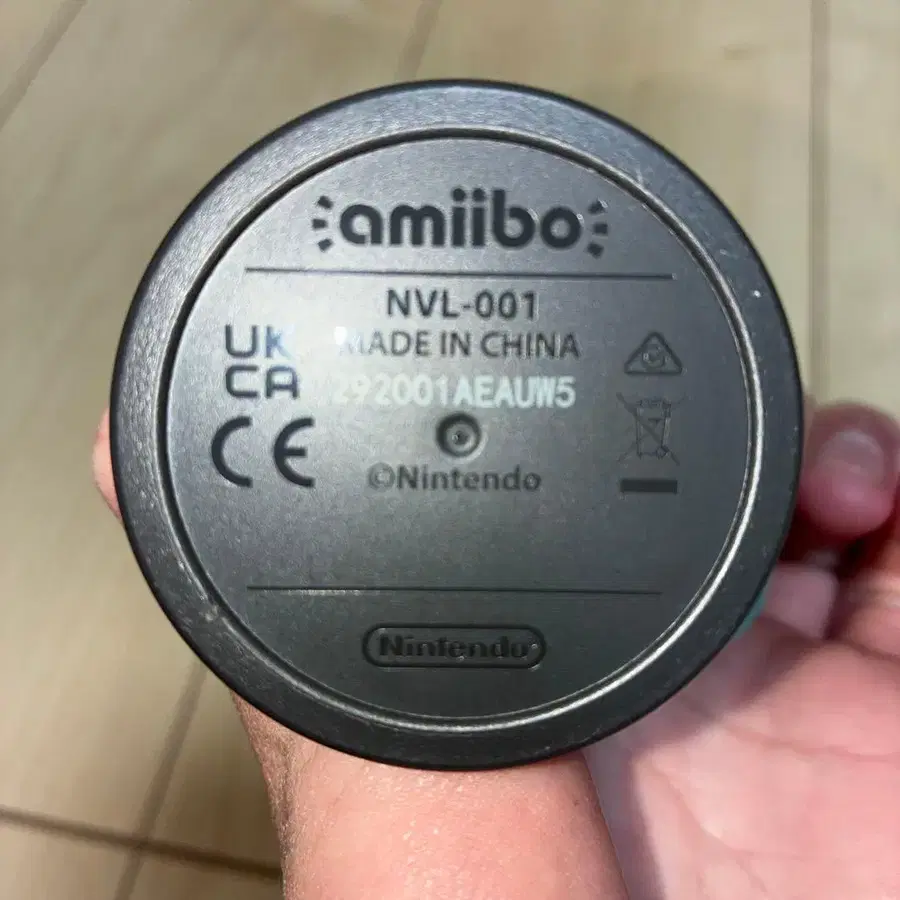 amiibo
NVL-001
MADE IN CHINA
UK
CA
292001AEAUW5
CE
©Nintendo
Nintendo